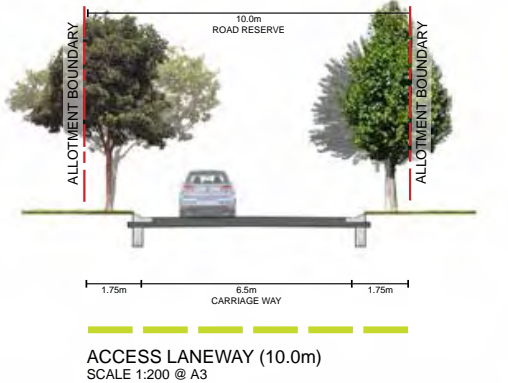 10.0m
ROAD RESERVE
ALLOTMENT BOUNDARY
ALLOTMENT BOUNDARY
1.75m
6.5m
1.75m
CARRIAGE WAY
ACCESS LANEWAY (10.0m)
SCALE 1:200 @ A3